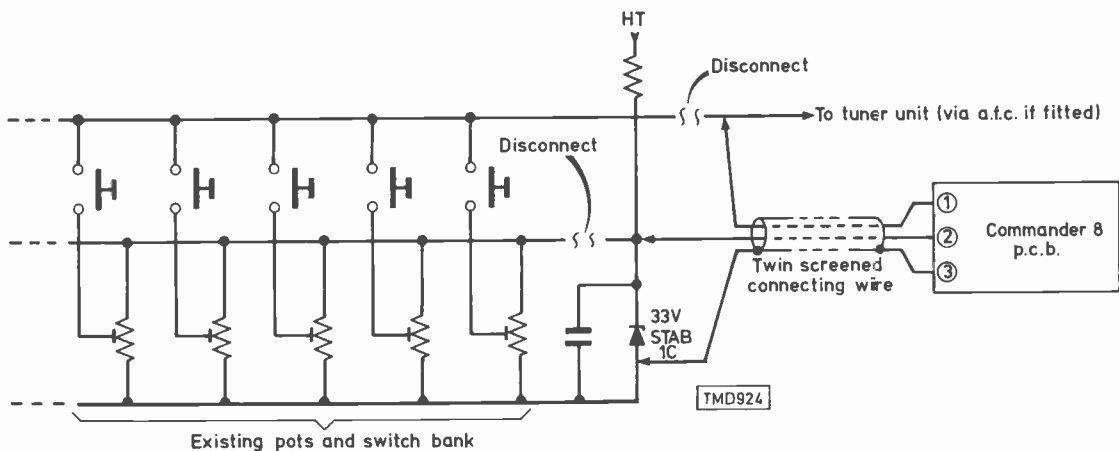 HT
Disconnect
To tuner unit (via a.f.c. if fitted)
Disconnect
①
②
③
Commander 8
p.c.b.
Twin screened
connecting wire
33V
STAB
1C
TMD924
Existing pots and switch bank